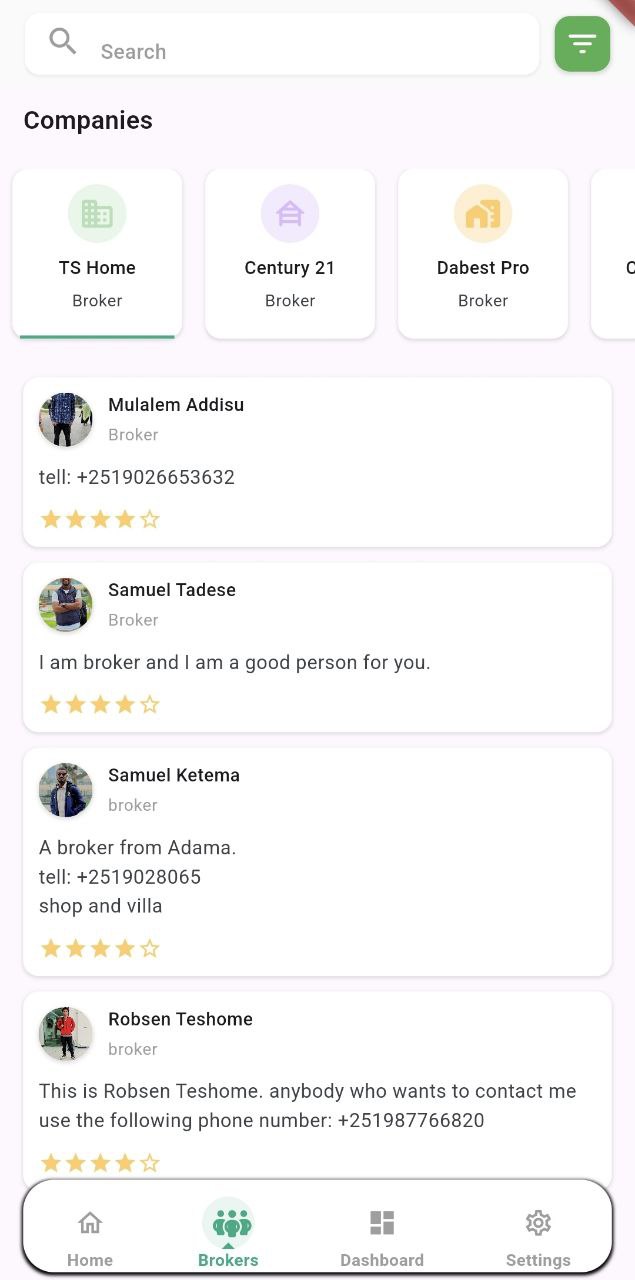 Search
Companies
TS Home
Broker
Century 21
Broker
Dabest Pro
Broker
Mulalem Addisu
Broker
tell: +2519026653632
Samuel Tadese
Broker
I am broker and I am a good person for you.
Samuel Ketema
broker
A broker from Adama.
tell: +2519028065
shop and villa
Robsen Teshome
broker
This is Robsen Teshome. anybody who wants to contact me
use the following phone number: +251987766820
Home
Brokers
Dashboard
Settings